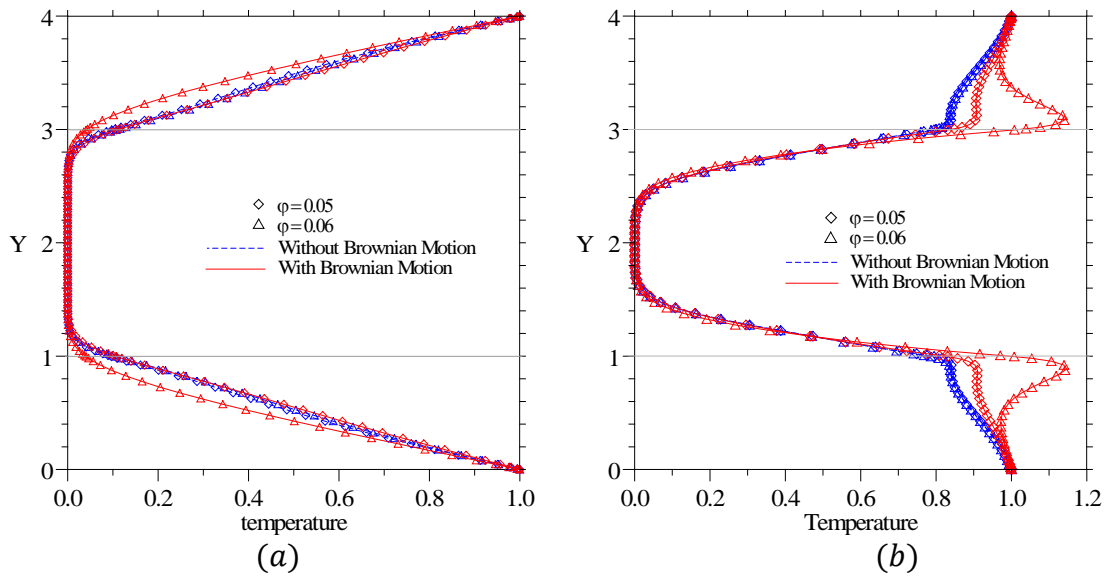 4
3
Y
2
1
0
φ=0.05
φ=0.06
Without Brownian Motion
With Brownian Motion
0.0 0.2 0.4 0.6 0.8 1.0
temperature
(a)
4
3
Y
2
1
0
φ=0.05
φ=0.06
Without Brownian Motion
With Brownian Motion
0.0 0.2 0.4 0.6 0.8 1.0 1.2
Temperature
(b)